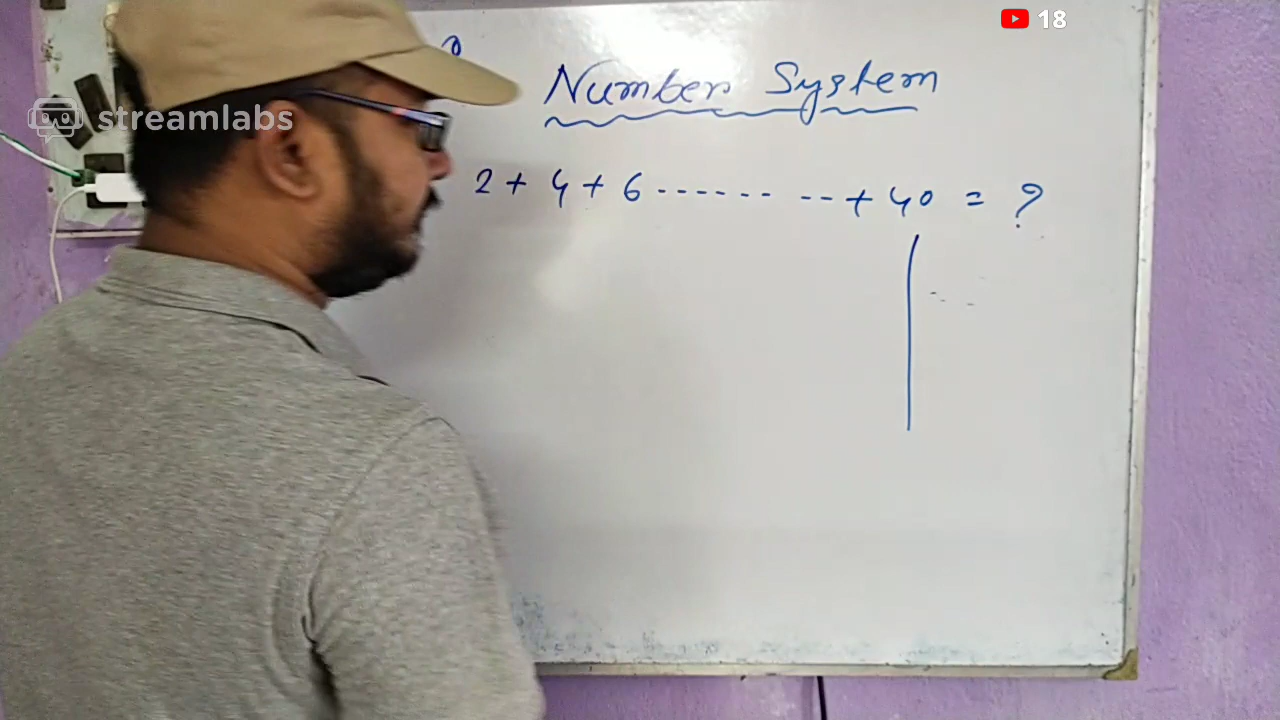 18
streamlabs
Number System
2 + 4 + 6 ------ --+ 40 = ?